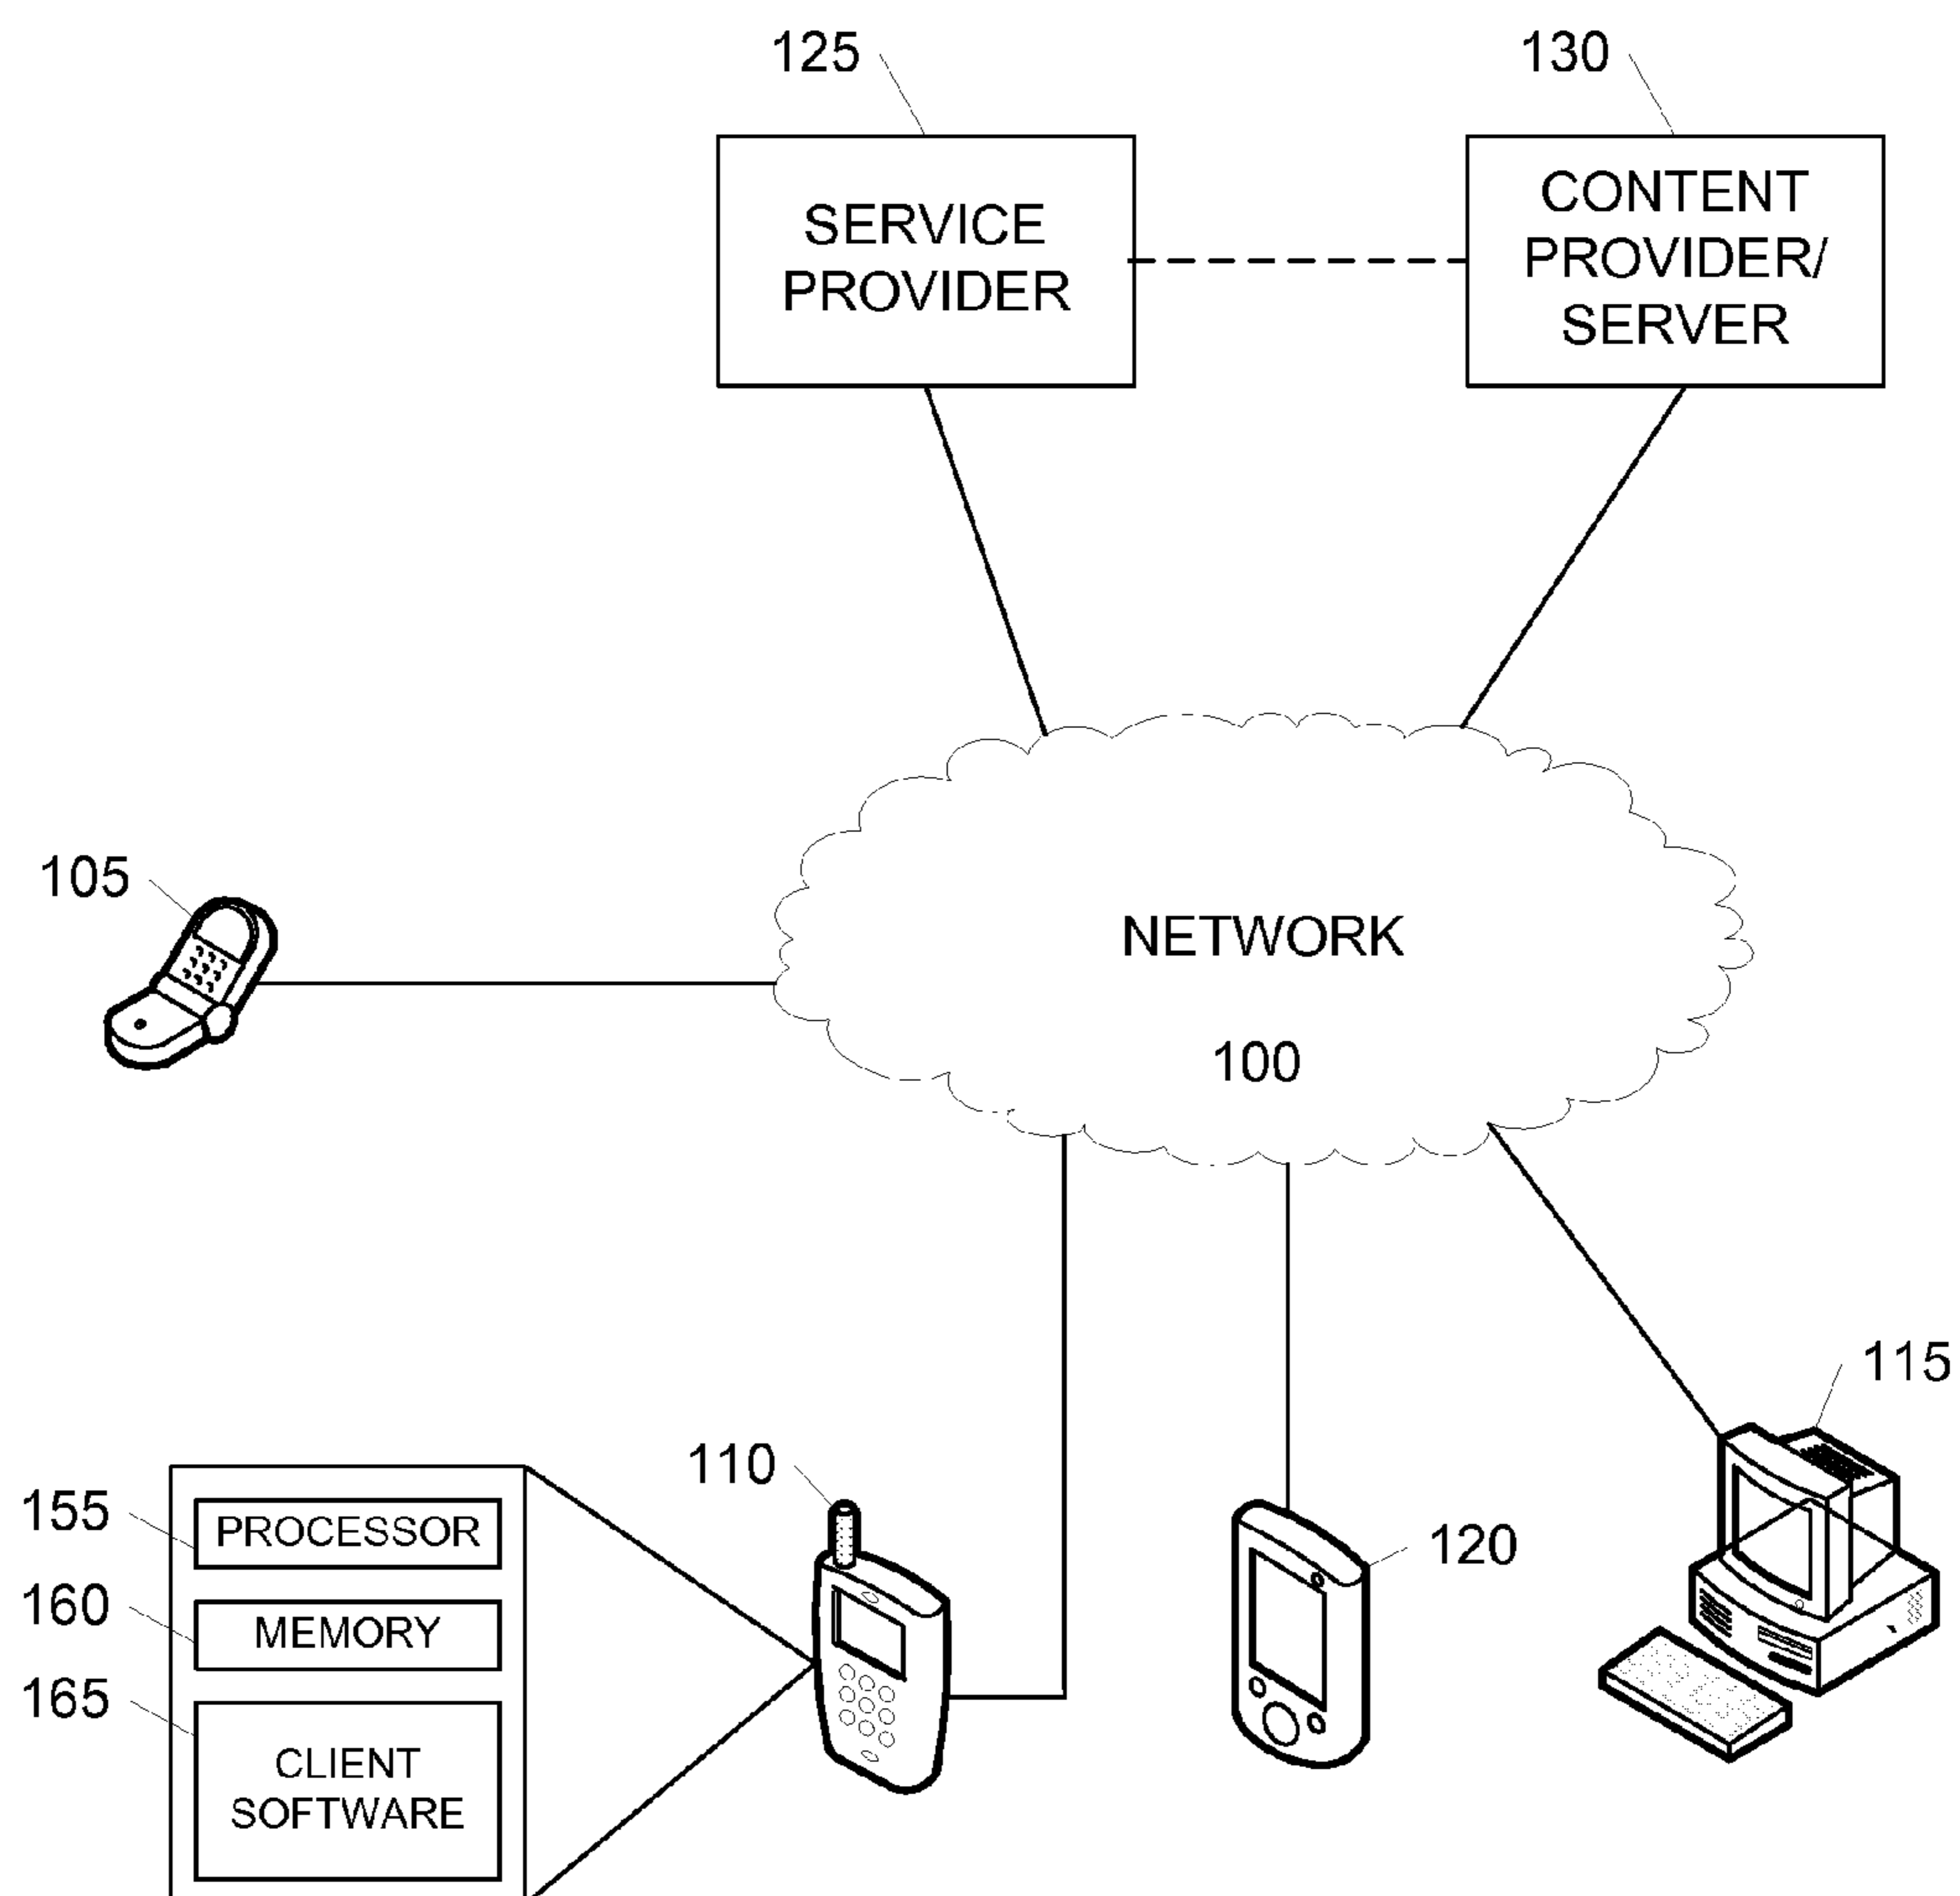 125
130
SERVICE
PROVIDER
CONTENT
PROVIDER/
SERVER
105
NETWORK
100
115
110
120
155
PROCESSOR
160
MEMORY
165
CLIENT
SOFTWARE